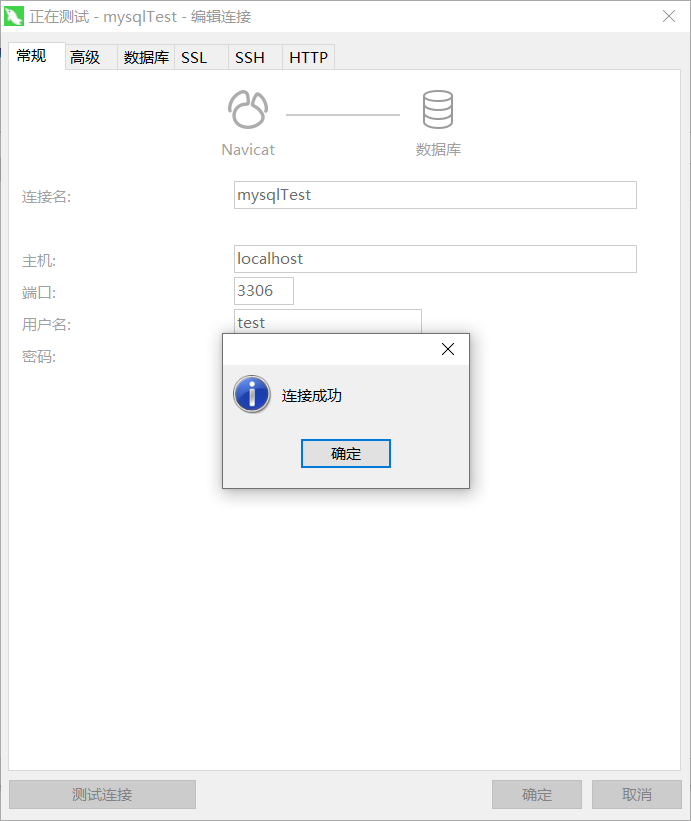 正在测试 - mysqlTest - 编辑连接
常规 高级 数据库 SSL SSH HTTP
Navicat 数据库
连接名: mysqlTest
主机: localhost
端口: 3306
用户名: test
密码:
连接成功
确定
测试连接 确定 取消